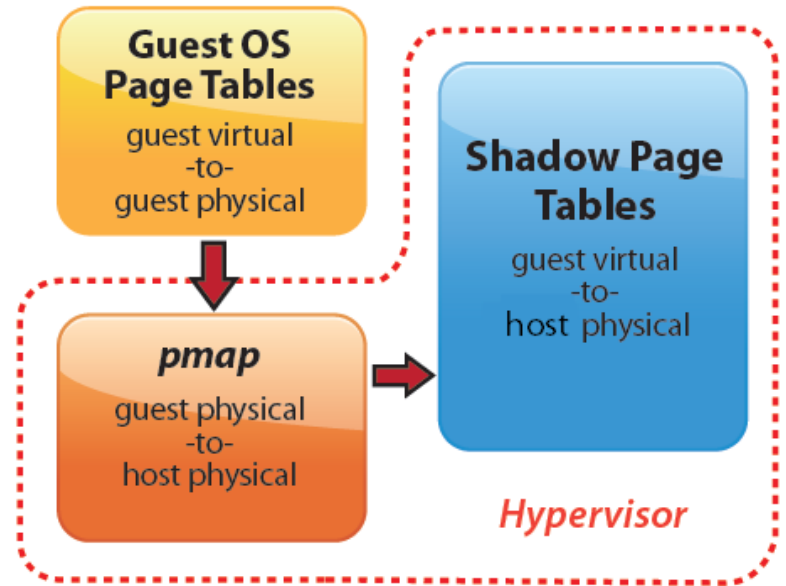 Guest OS
Page Tables
guest virtual
-to-
guest physical
pmap
guest physical
-to-
host physical
Shadow Page
Tables
guest virtual
-to-
host physical
Hypervisor